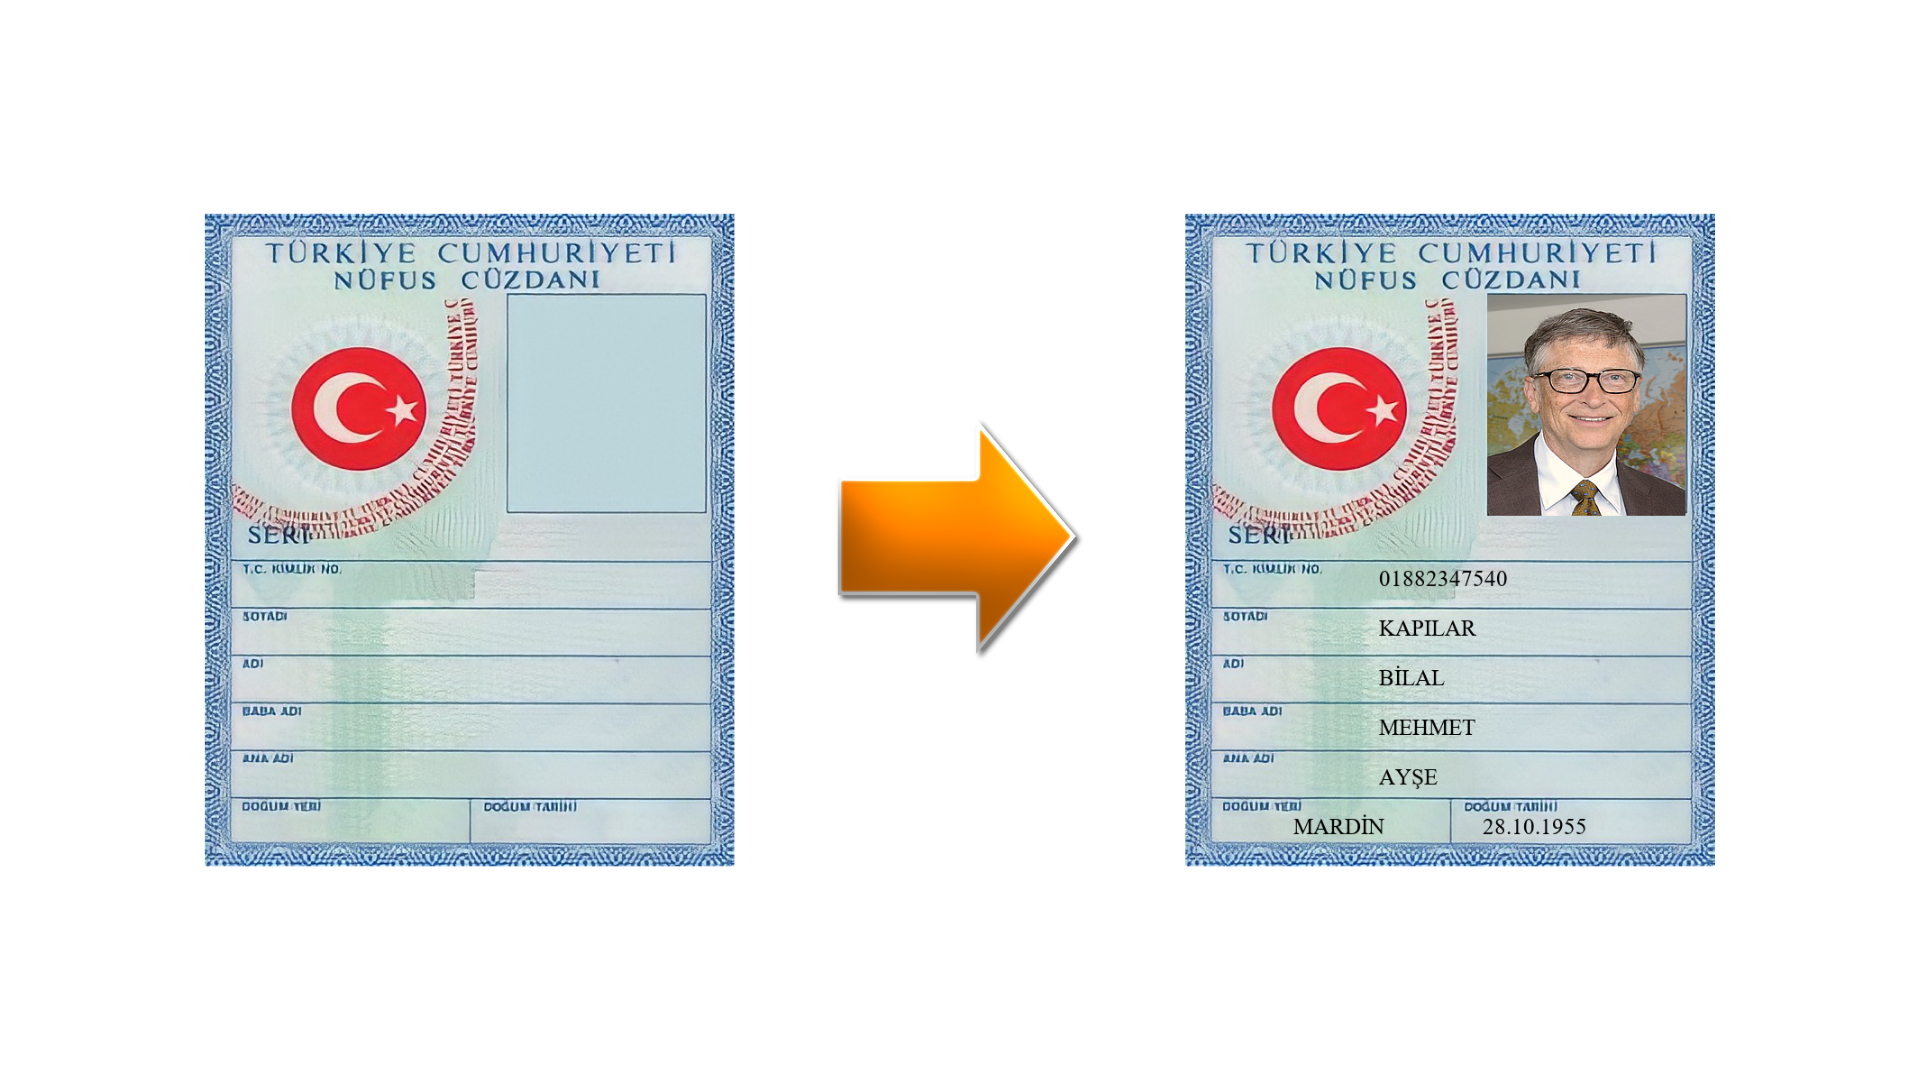 TÜRKİYE CUMHURİYETİ
NÜFUS CÜZDANI
SERİ
T.C. KİMLİK NO.
SOYADI
ADI
BABA ADI
ANA ADI
DOĞUM YERİ
DOĞUM TARİHİ
TÜRKİYE CUMHURİYETİ
NÜFUS CÜZDANI
SERİ
T.C. KİMLİK NO.
01882347540
SOYADI
KAPILAR
ADI
BİLAL
BABA ADI
MEHMET
ANA ADI
AYŞE
DOĞUM YERİ
MARDİN
DOĞUM TARİHİ
28.10.1955